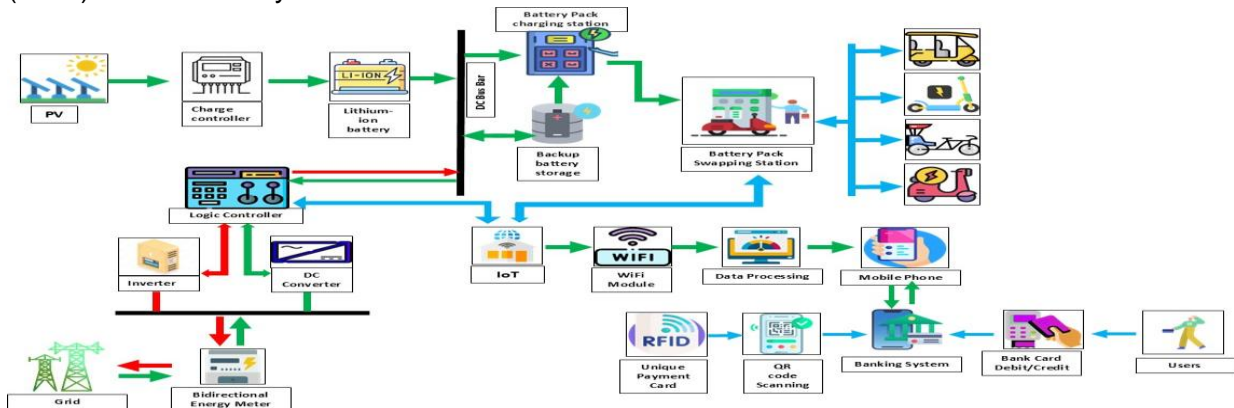 Battery Pack
charging station
PV
Charge
controller
LI-ION
Lithium-
ion battery
DC Bus Bar
Backup
battery
storage
Battery Pack
Swapping Station
Logic Controller
Inverter
DC
Converter
IoT
WiFi
WiFi
Module
Data Processing
Mobile Phone
RFID
Unique
Payment
Card
QR
code
Scanning
Banking System
Bank Card
Debit/Credit
Users
Grid
Bidirectional
Energy Meter